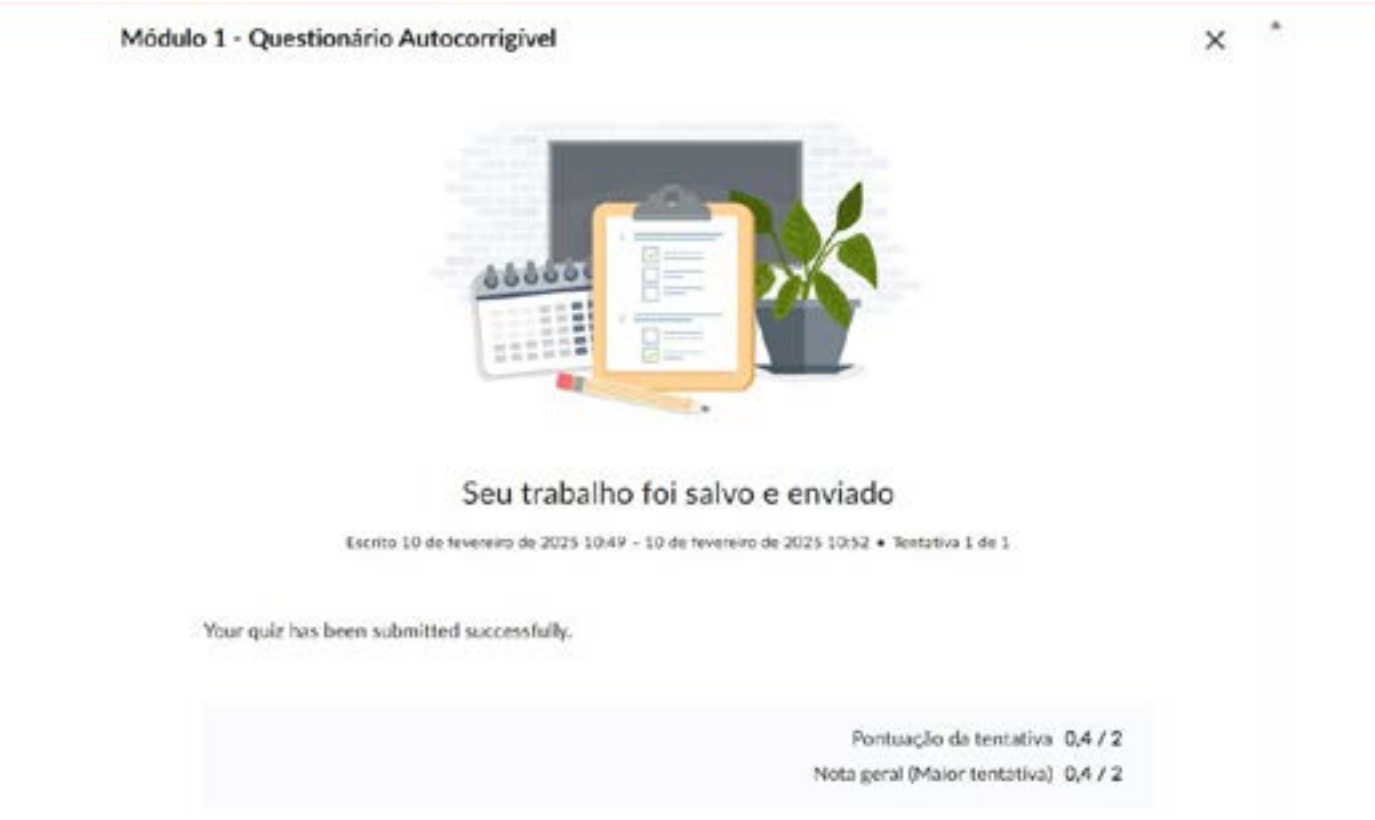 Módulo 1 - Questionário Autocorrigível
Seu trabalho foi salvo e enviado
Escrito 10 de fevereiro de 2025 10:49 - 10 de fevereiro de 2025 10:52 • Tentativa 1 de 1
Your quiz has been submitted successfully.
Pontuação da tentativa 0,4 / 2
Nota geral (Maior tentativa) 0,4 / 2